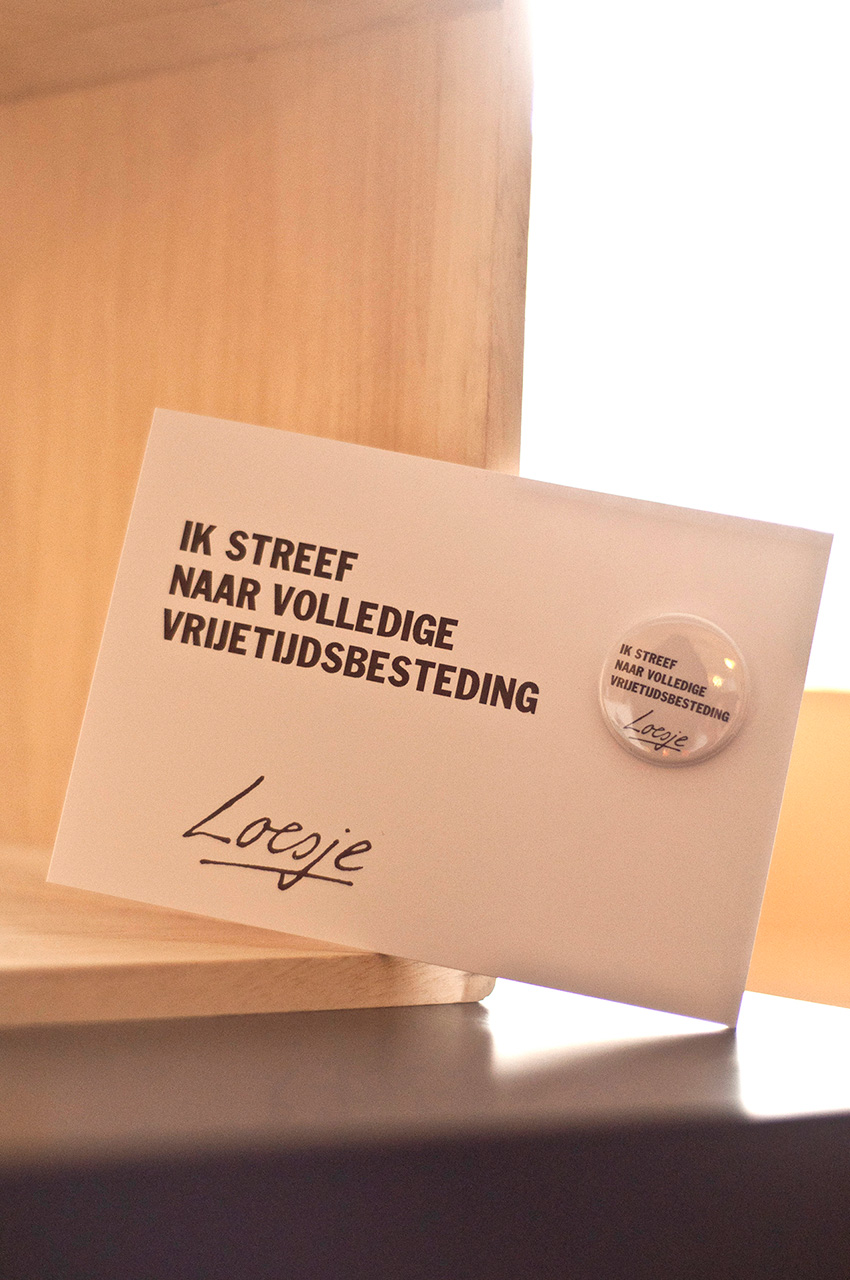 IK STREEF
NAAR VOLLEDIGE
VRIJETIJDSBESTEDING
Loesje
IK STREEF
NAAR VOLLEDIGE
VRIJETIJDSBESTEDING
Loesje